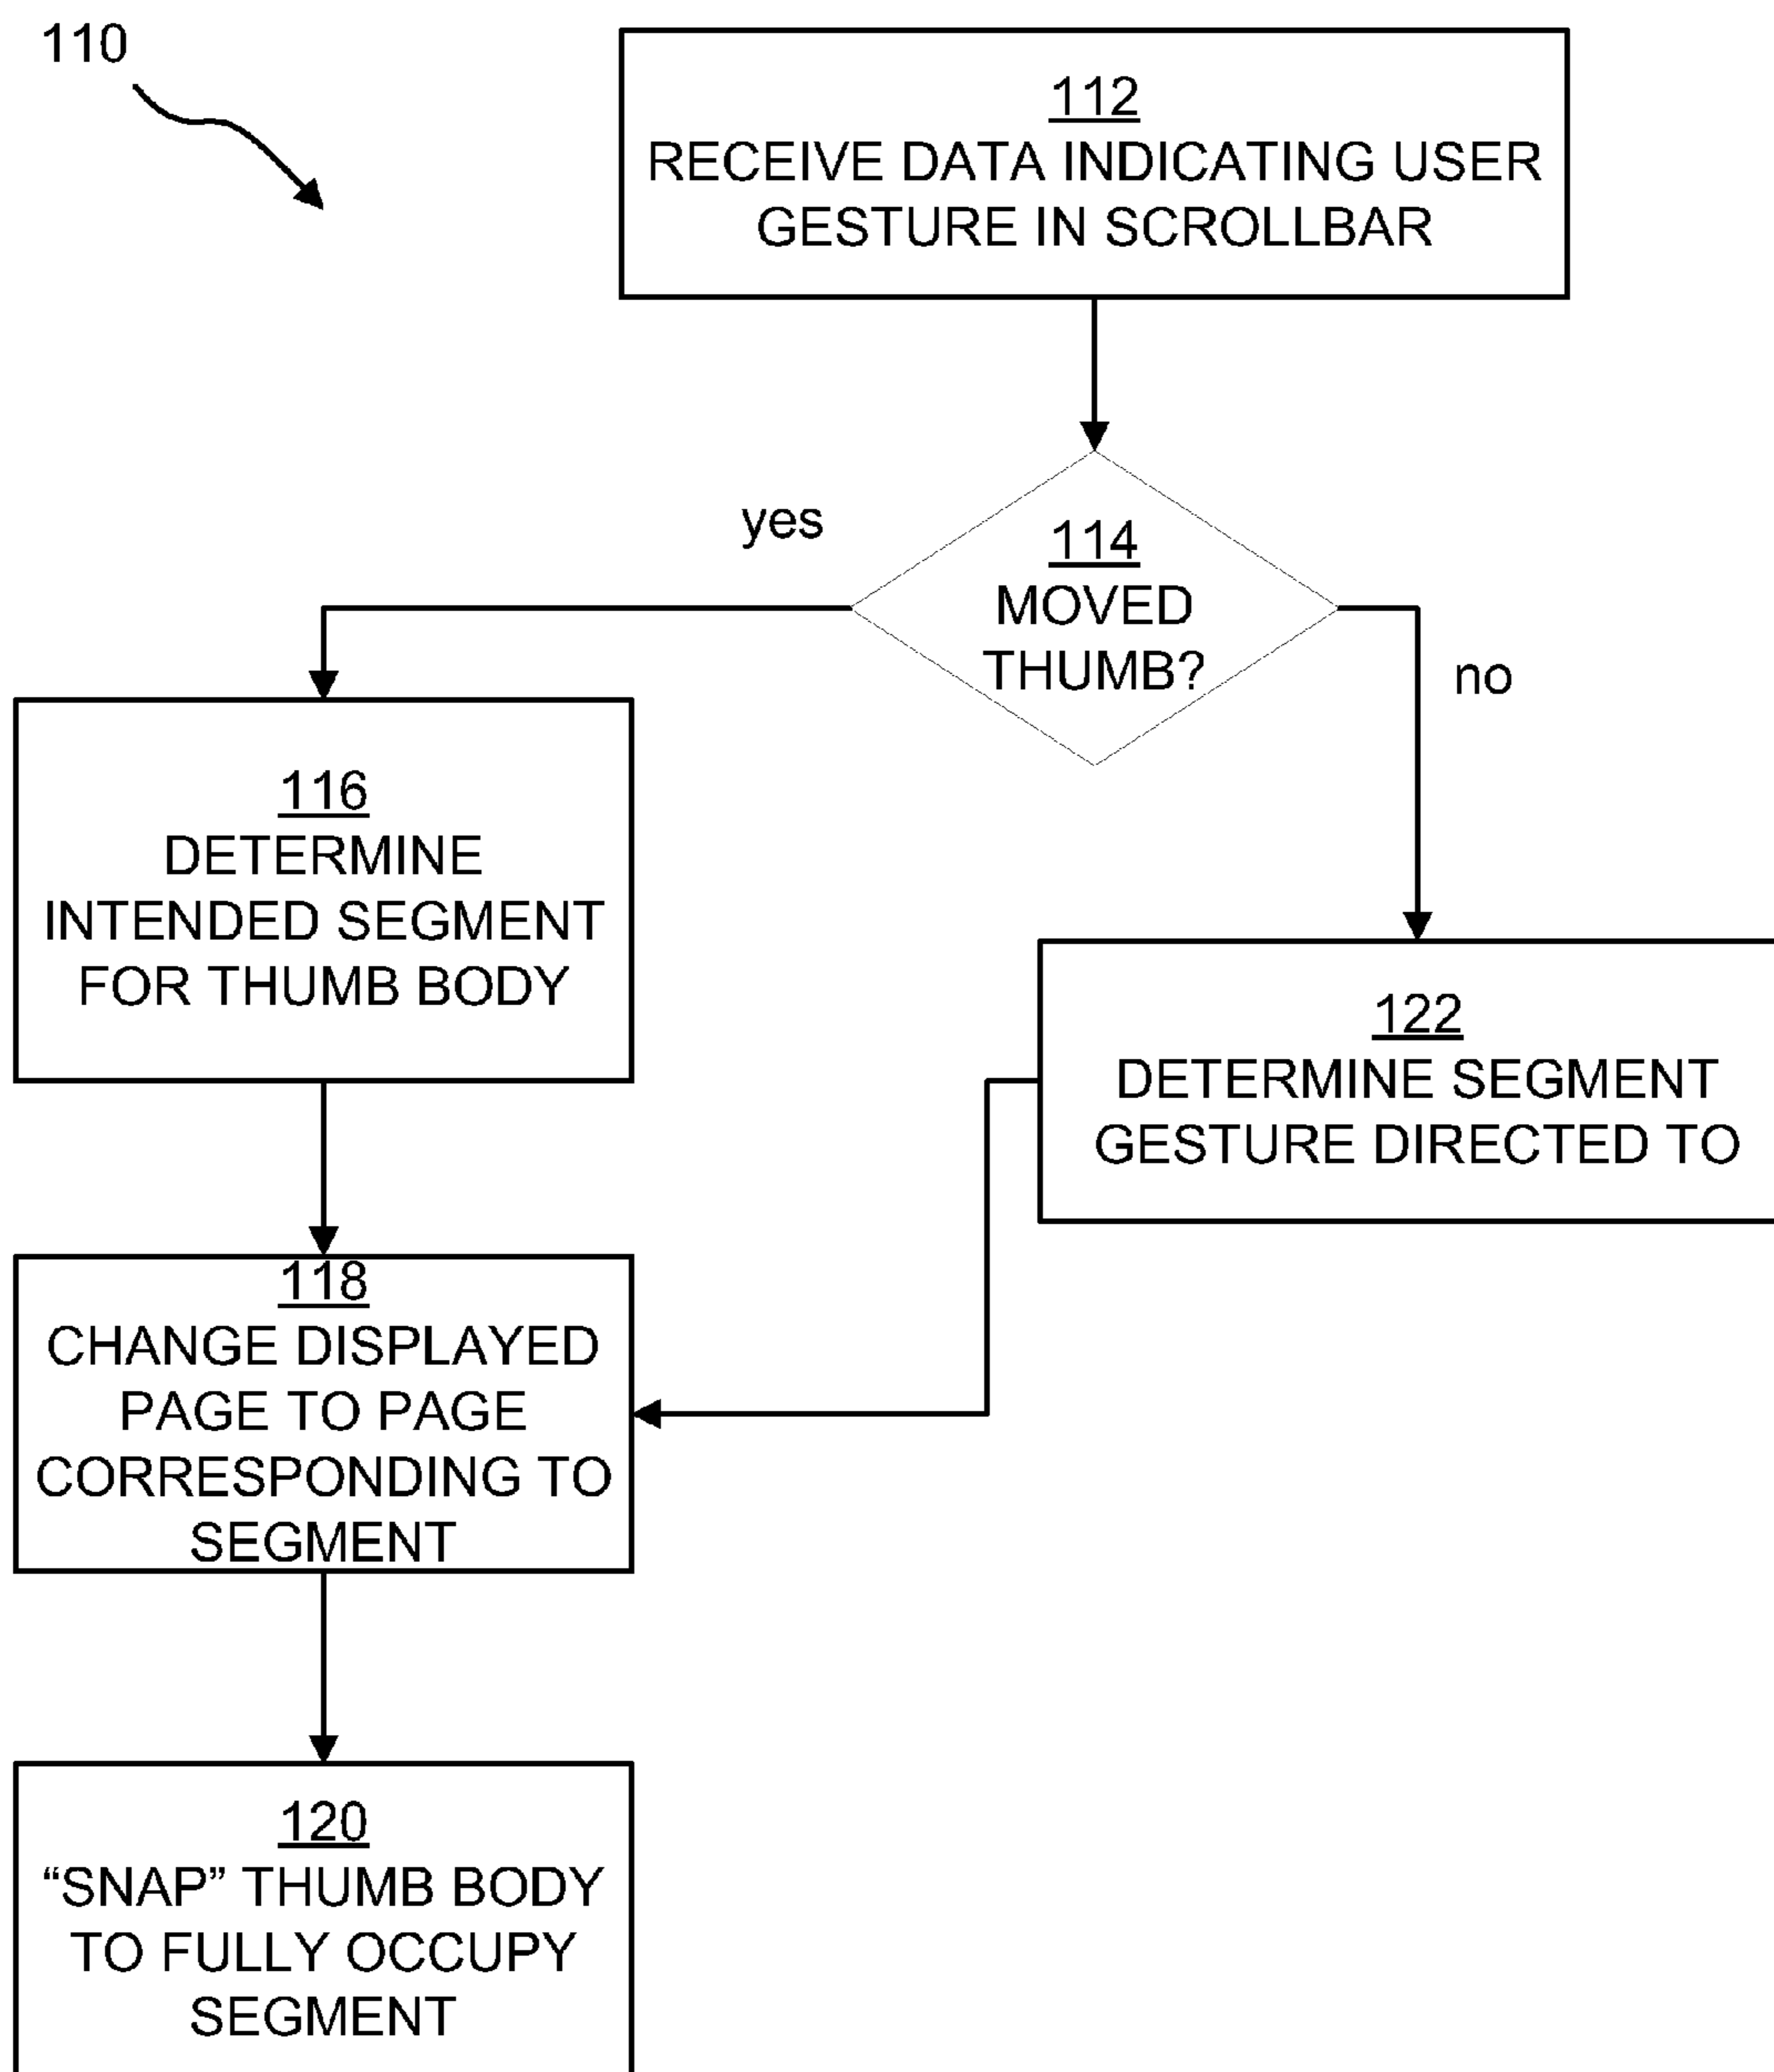 110
112
RECEIVE DATA INDICATING USER
GESTURE IN SCROLLBAR
yes
114
MOVED
THUMB?
no
116
DETERMINE
INTENDED SEGMENT
FOR THUMB BODY
122
DETERMINE SEGMENT
GESTURE DIRECTED TO
118
CHANGE DISPLAYED
PAGE TO PAGE
CORRESPONDING TO
SEGMENT
120
“SNAP” THUMB BODY
TO FULLY OCCUPY
SEGMENT